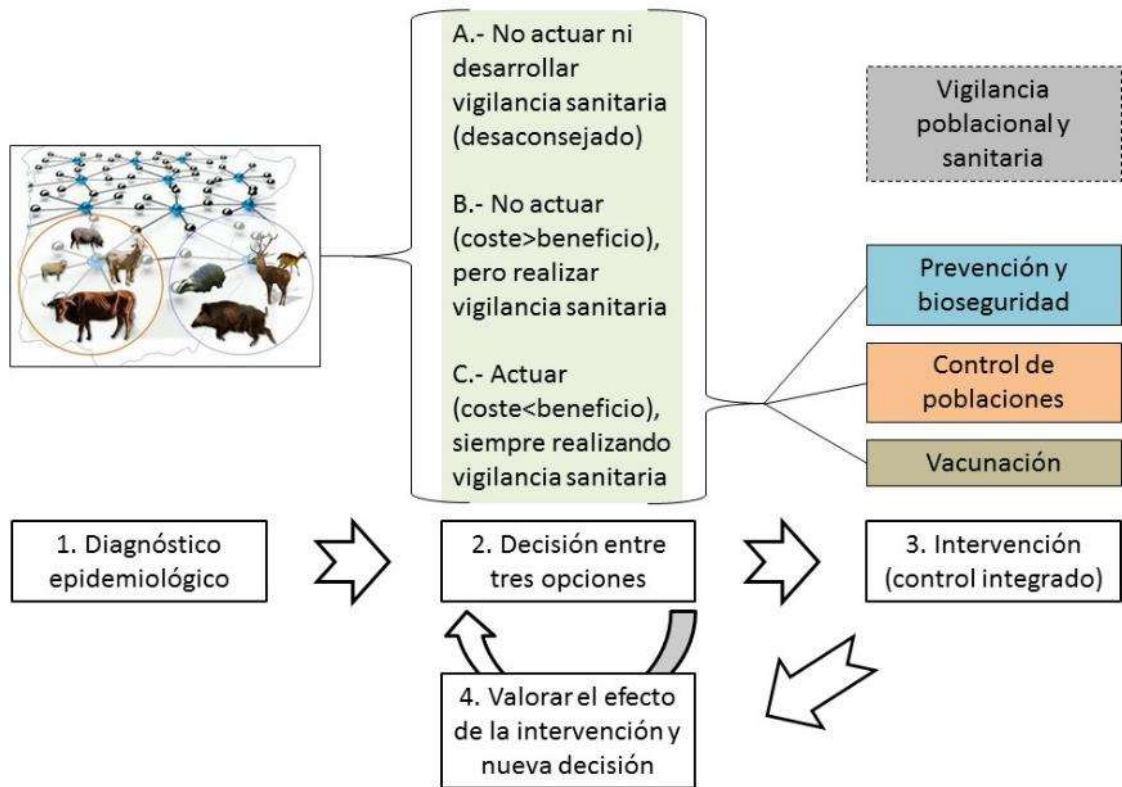 A.- No actuar ni
desarrollar
vigilancia sanitaria
(desaconsejado)
B.- No actuar
(coste>beneficio),
pero realizar
vigilancia sanitaria
C.- Actuar
(coste<beneficio),
siempre realizando
vigilancia sanitaria
Vigilancia
poblacional y
sanitaria
Prevención y
bioseguridad
Control de
poblaciones
Vacunación
1. Diagnóstico
epidemiológico
2. Decisión entre
tres opciones
3. Intervención
(control integrado)
4. Valorar el efecto
de la intervención y
nueva decisión